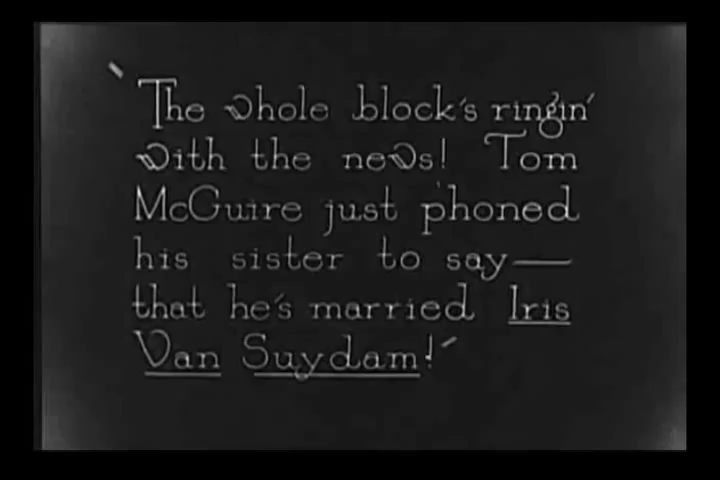 'The whole block's ringin'
with the news! Tom
McGuire just 'phoned
his sister to say—
that he's married Iris
Van Suydam!'